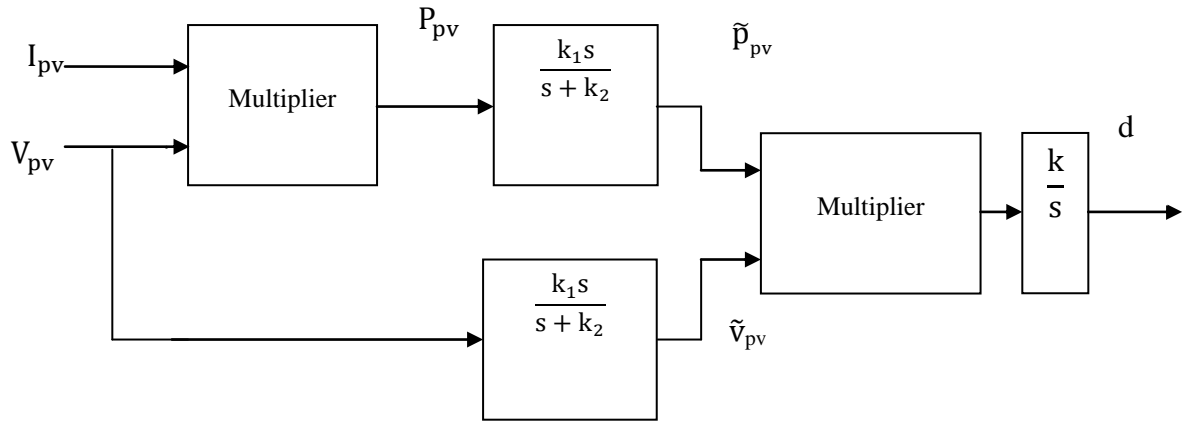 P_pv
p̃_pv
I_pv
k₁s
s + k₂
Multiplier
d
V_pv
k
s
Multiplier
k₁s
s + k₂
ṽ_pv